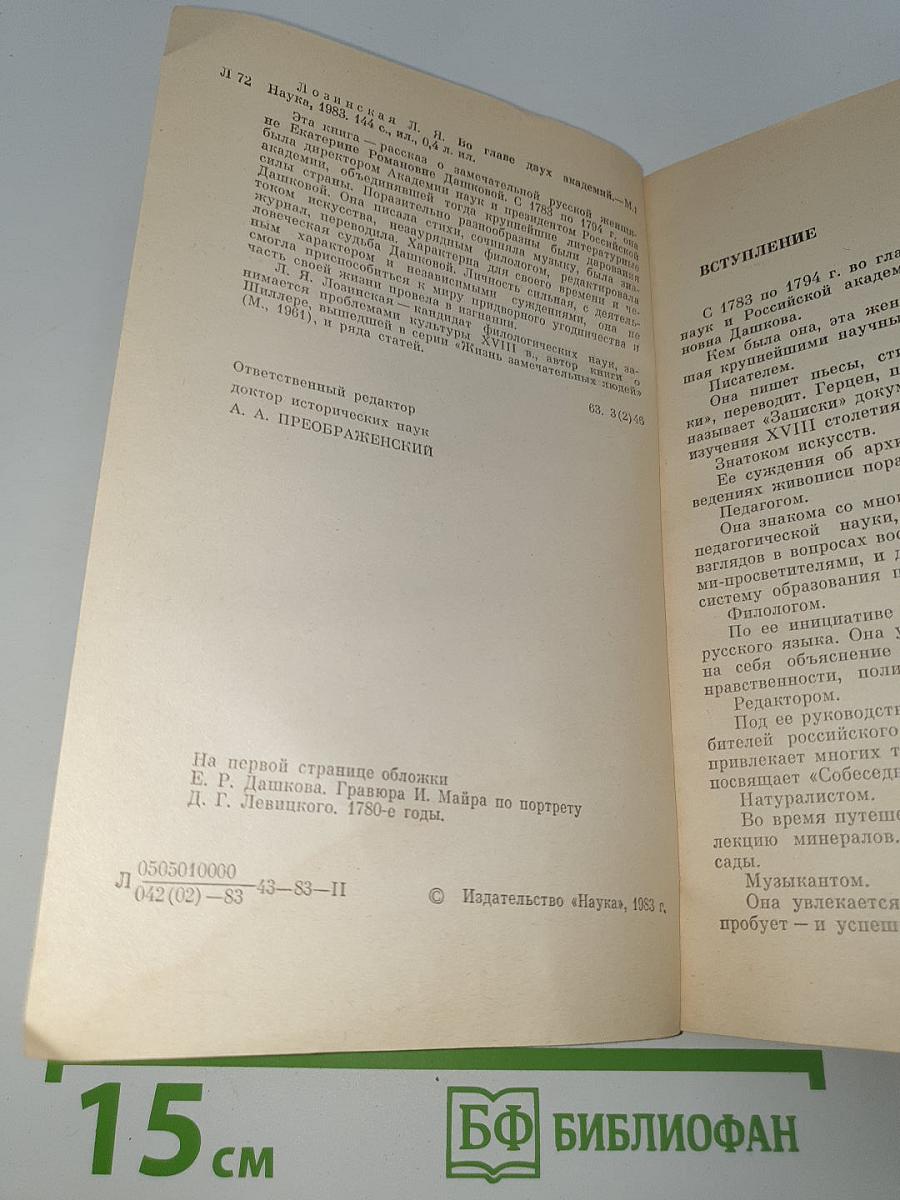 Л 72
Лозинская Л. Я. Во главе двух академий.—М.:
Наука, 1983. 144 с., ил., 0,4 л. ил.
Эта книга — рассказ о замечательной русской женщи-
не Екатерине Романовне Дашковой. С 1783 по 1794 г. она
была директором Академии наук и президентом Российской
академии, объединявшей тогда крупнейшие литературные
силы страны. Поразительно разнообразны были дарования
Дашковой. Она писала стихи, сочиняла музыку, была зна-
током искусства, незаурядным филологом, редактировала
журнал, переводила. Характерна для своего времени и че-
ловеческая судьба Дашковой. Личность сильная, с деятель-
ным характером и независимыми суждениями, она не
смогла приспособиться к миру придворного угодничества и
часть своей жизни провела в изгнании.
Л. Я. Лозинская — кандидат филологических наук, за-
нимается проблемами культуры XVIII в., автор книги о
Шиллере, вышедшей в серии «Жизнь замечательных людей»
(М., 1961), и ряда статей.
63. 3(2)46
Ответственный редактор
доктор исторических наук
А. А. ПРЕОБРАЖЕНСКИЙ
На первой странице обложки
Е. Р. Дашкова. Гравюра И. Майра по портрету
Д. Г. Левицкого. 1780-е годы.
Л 0505010000
042(02)—83 43—83—II
© Издательство «Наука», 1983 г.
ВСТУПЛЕНИЕ
С 1783 по 1794 г. во гла
наук и Российской академ
новна Дашкова.
Кем была она, эта жен
шая крупнейшими научны
Писателем.
Она пишет пьесы, сти
ки», переводит. Герцен, п
называет «Записки» доку
изучения XVIII столетия
Знатоком искусств.
Ее суждения об архи
ведениях живописи пора
Педагогом.
Она знакома со мног
педагогической науки,
взглядов в вопросах вос
ми-просветителями, и д
систему образования п
Филологом.
По ее инициативе
русского языка. Она у
на себя объяснение
нравственности, поли
Редактором.
Под ее руководств
бителей российского
привлекает многих т
посвящает «Собеседн
Натуралистом.
Во время путеше
лекцию минералов.
сады.
Музыкантом.
Она увлекается
пробует — и успеш
15 см
БФ БИБЛИОФАН